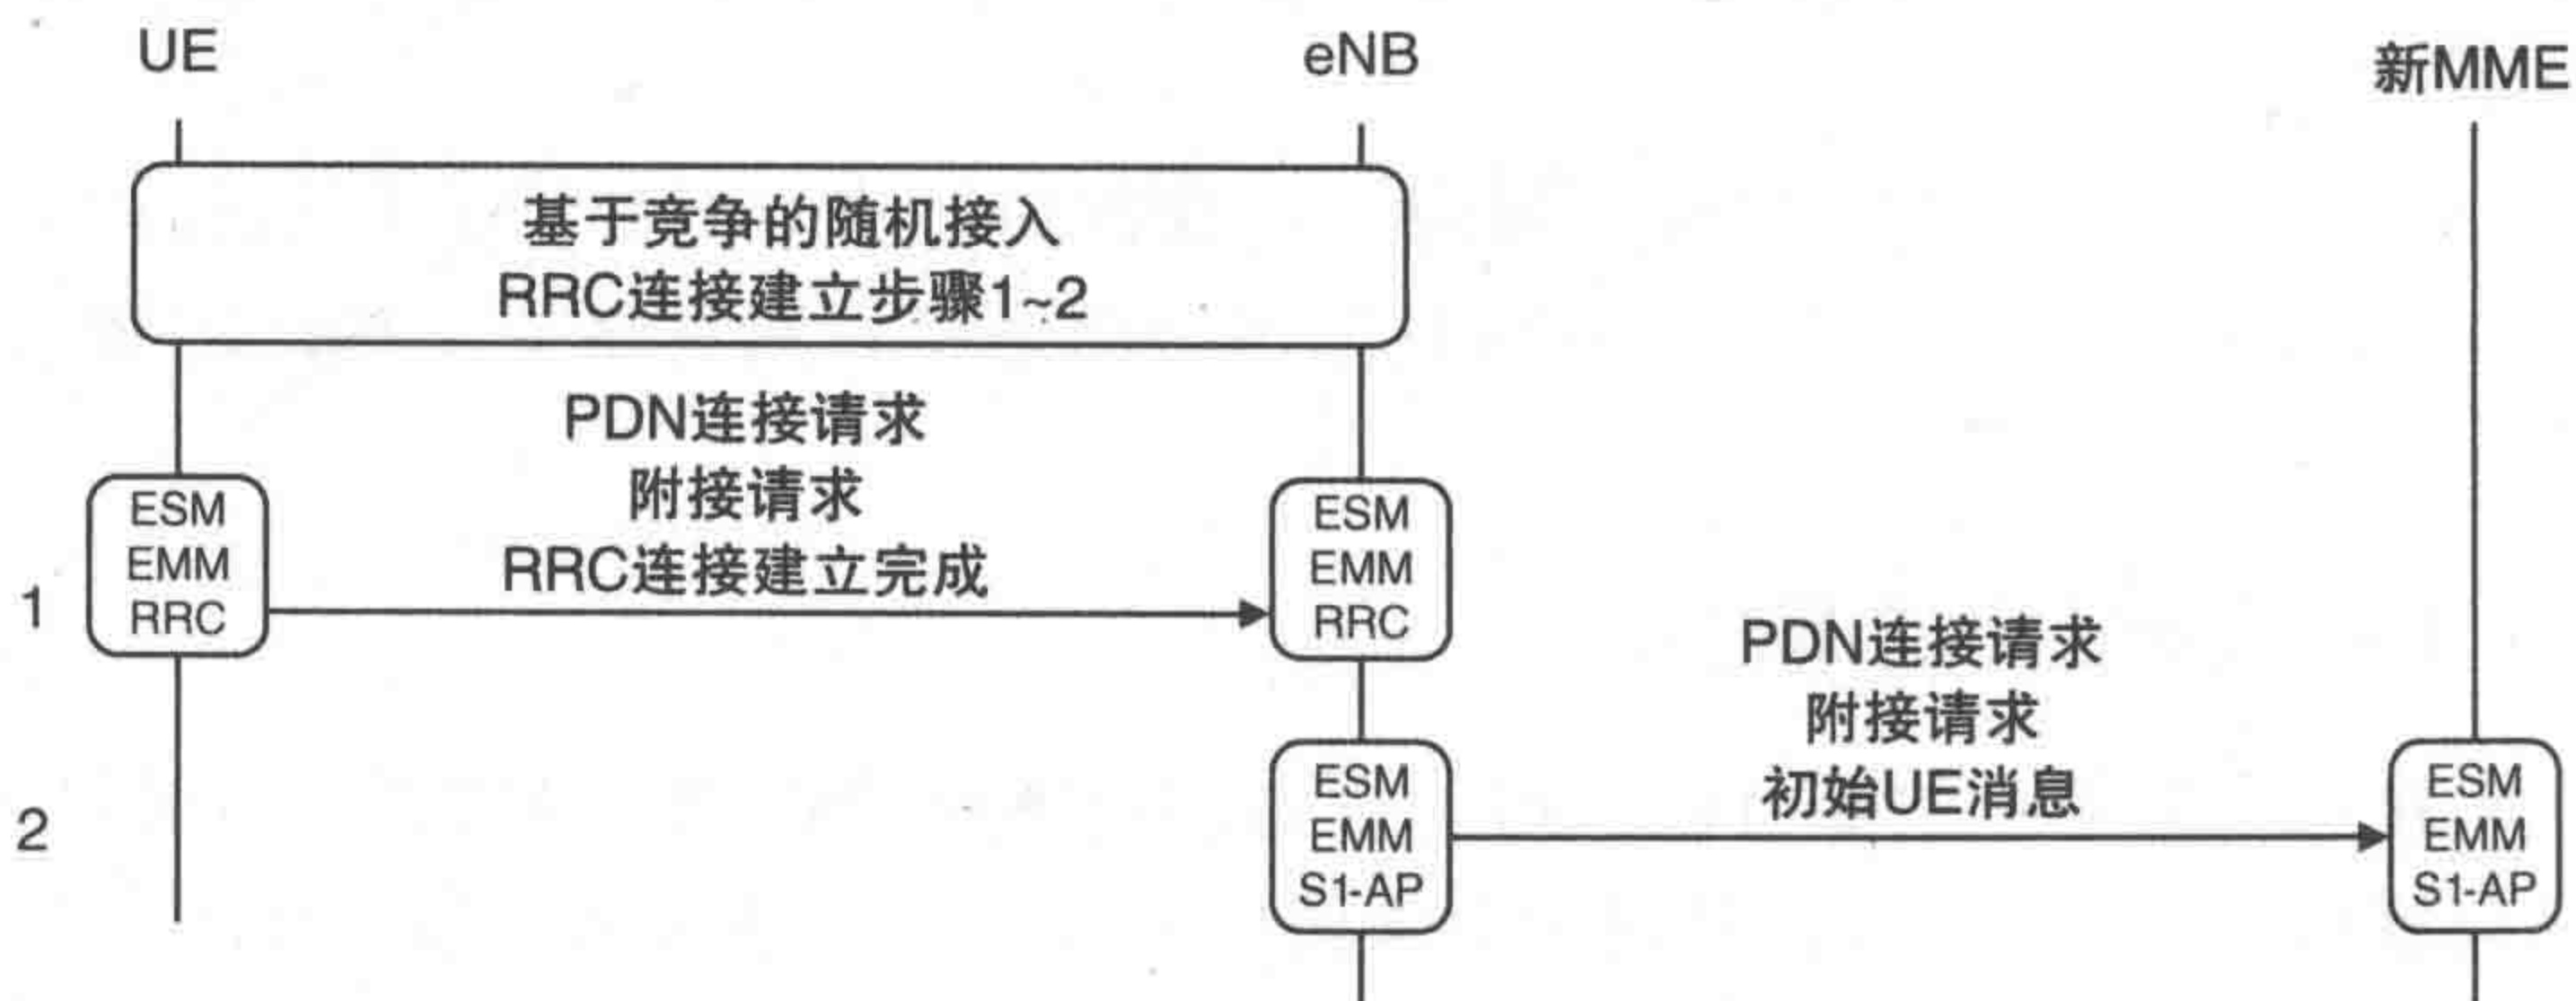 UE
eNB
新MME
基于竞争的随机接入
RRC连接建立步骤1~2
PDN连接请求
附接请求
RRC连接建立完成
1
ESM
EMM
RRC
ESM
EMM
RRC
PDN连接请求
附接请求
初始UE消息
2
ESM
EMM
S1-AP
ESM
EMM
S1-AP